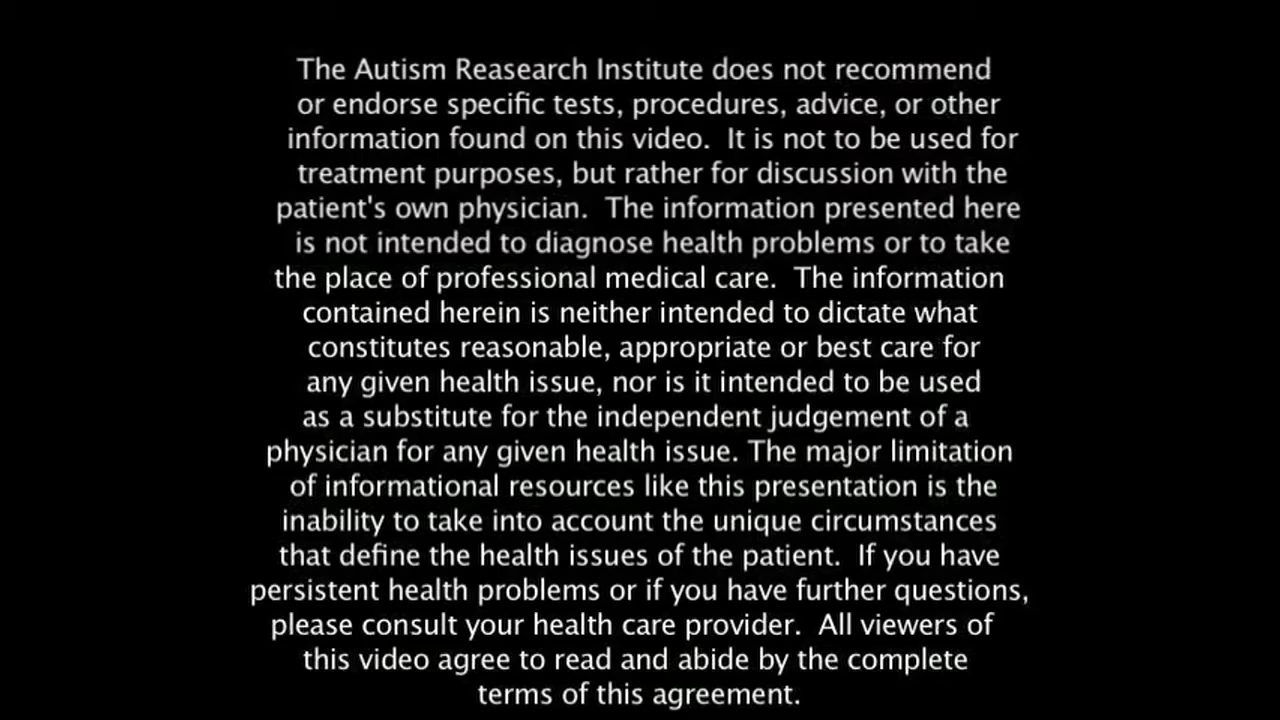 The Autism Reasearch Institute does not recommend
or endorse specific tests, procedures, advice, or other
information found on this video.  It is not to be used for
treatment purposes, but rather for discussion with the
patient's own physician.  The information presented here
is not intended to diagnose health problems or to take
the place of professional medical care.  The information
contained herein is neither intended to dictate what
constitutes reasonable, appropriate or best care for
any given health issue, nor is it intended to be used
as a substitute for the independent judgement of a
physician for any given health issue. The major limitation
of informational resources like this presentation is the
inability to take into account the unique circumstances
that define the health issues of the patient.  If you have
persistent health problems or if you have further questions,
please consult your health care provider.  All viewers of
this video agree to read and abide by the complete
terms of this agreement.